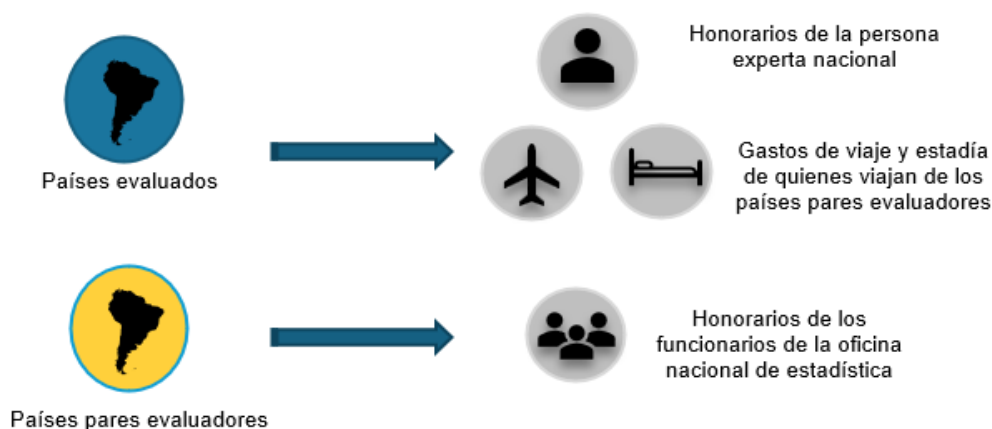 Honorarios de la persona
experta nacional
Países evaluados
Gastos de viaje y estadía
de quienes viajan de los
países pares evaluadores
Países pares evaluadores
Honorarios de los
funcionarios de la oficina
nacional de estadística